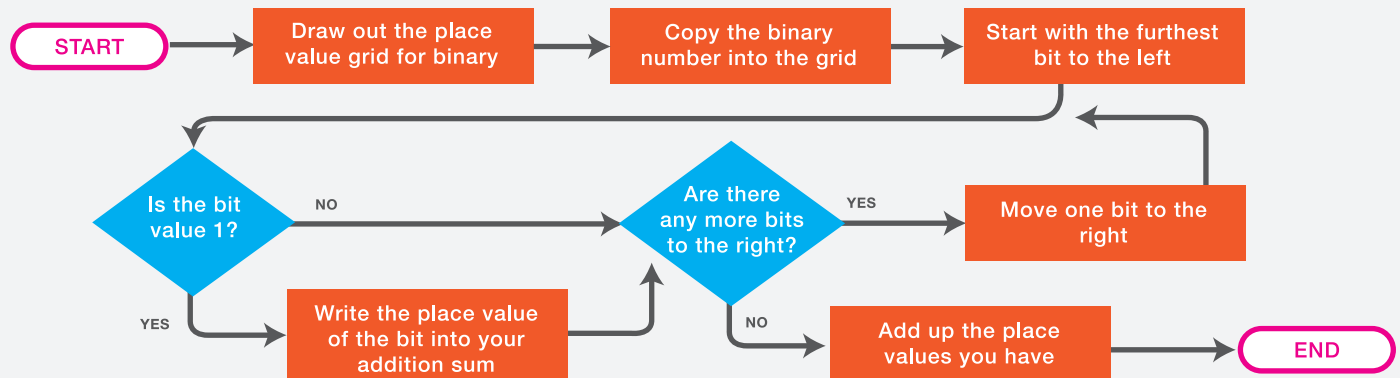 START
Draw out the place
value grid for binary
Copy the binary
number into the grid
Start with the furthest
bit to the left
Is the bit
value 1?
NO
Are there
any more bits
to the right?
YES
Move one bit to the
right
YES
Write the place value
of the bit into your
addition sum
NO
Add up the place
values you have
END